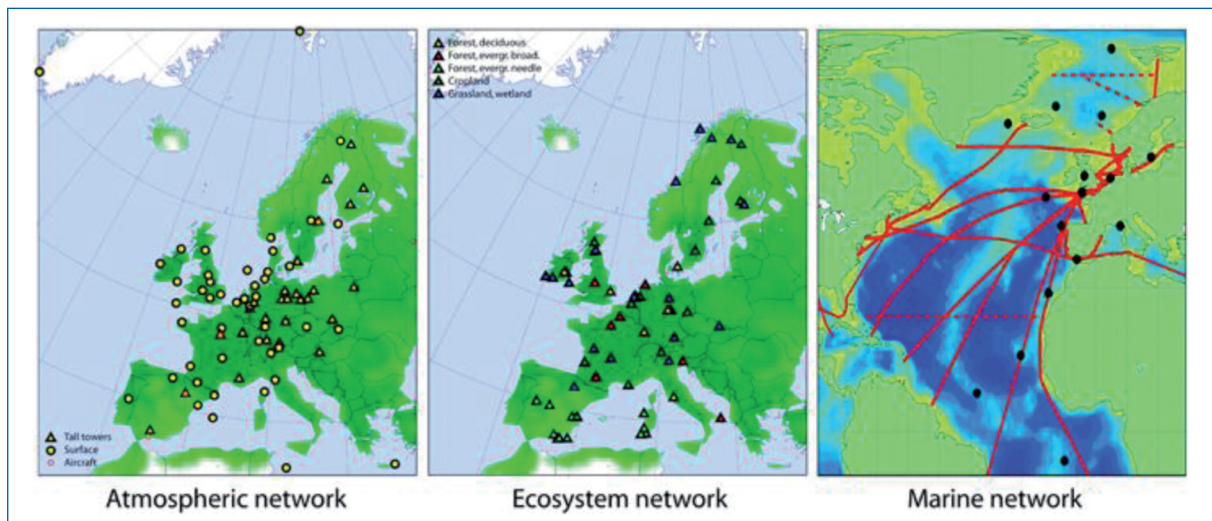 Forest, deciduous
Forest, evergr. broad.
Forest, evergr. needle
Cropland
Grassland, wetland
Tall towers
Surface
Aircraft
Atmospheric network
Ecosystem network
Marine network